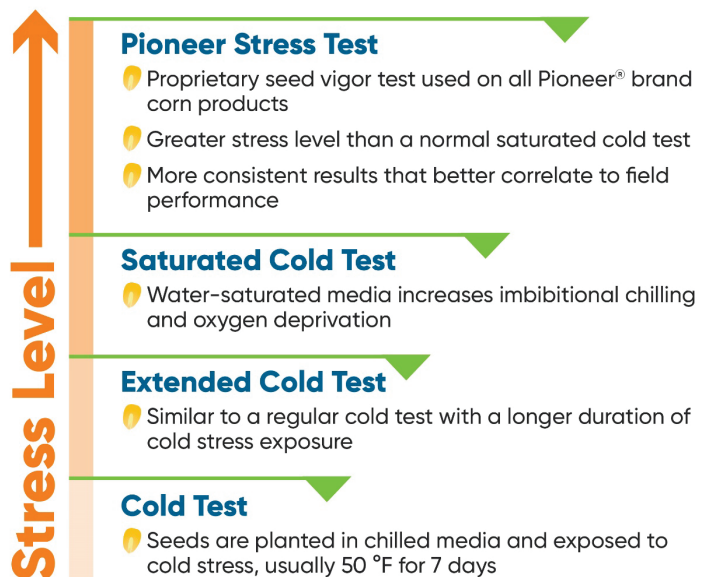 Stress Level
Pioneer Stress Test
Proprietary seed vigor test used on all Pioneer® brand
corn products
Greater stress level than a normal saturated cold test
More consistent results that better correlate to field
performance
Saturated Cold Test
Water-saturated media increases imbibitional chilling
and oxygen deprivation
Extended Cold Test
Similar to a regular cold test with a longer duration of
cold stress exposure
Cold Test
Seeds are planted in chilled media and exposed to
cold stress, usually 50 °F for 7 days